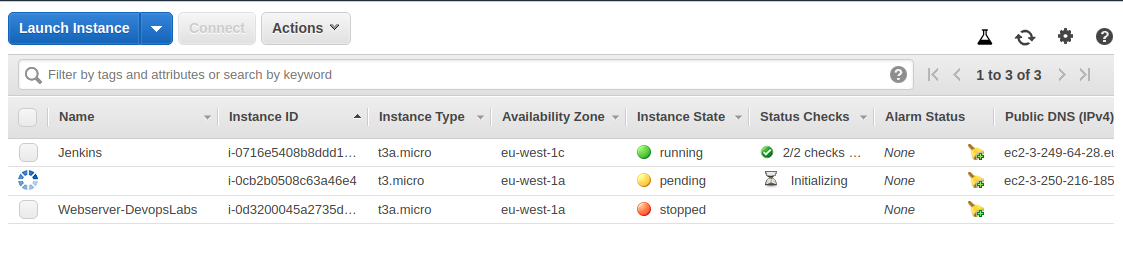 Launch Instance Connect Actions
Filter by tags and attributes or search by keyword 1 to 3 of 3
Name Instance ID Instance Type Availability Zone Instance State Status Checks Alarm Status Public DNS (IPv4)
Jenkins i-0716e5408b8ddd1… t3a.micro eu-west-1c running 2/2 checks … None ec2-3-249-64-28.eu
i-0cb2b0508c63a46e4 t3.micro eu-west-1a pending Initializing None ec2-3-250-216-185
Webserver-DevopsLabs i-0d3200045a2735d… t3a.micro eu-west-1a stopped None